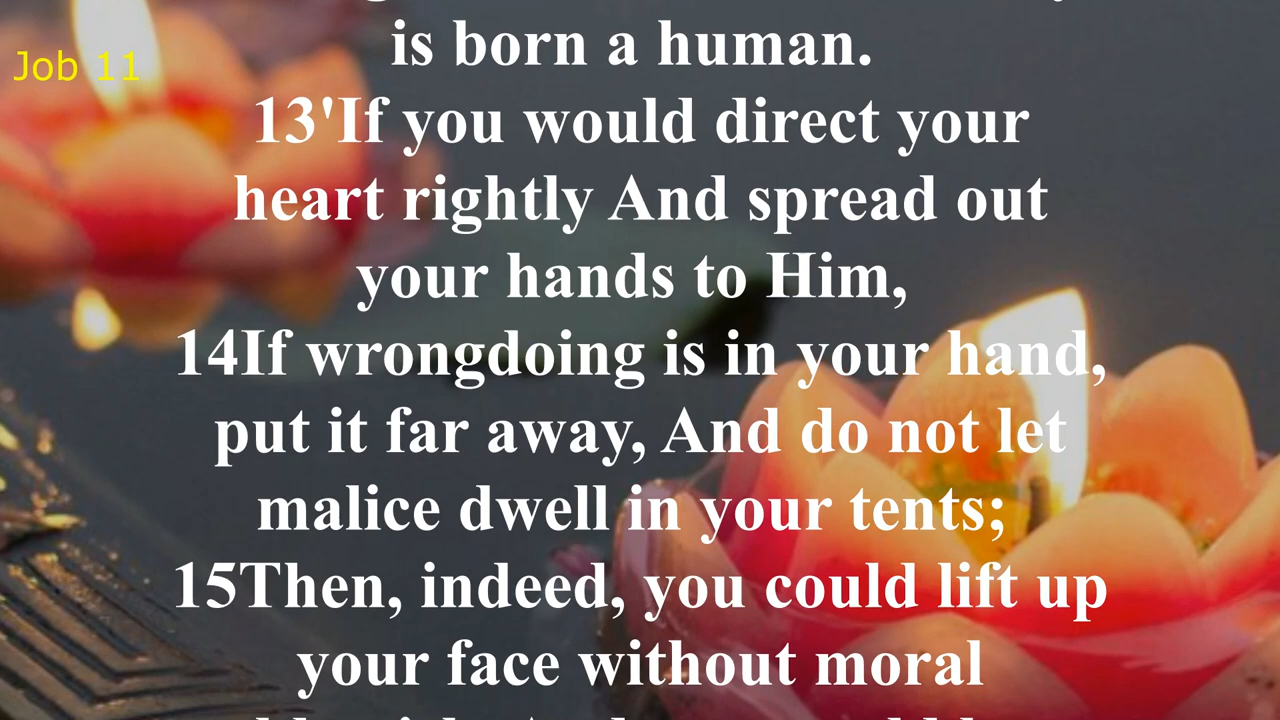 Job 11
is born a human.
13'If you would direct your
heart rightly And spread out
your hands to Him,
14If wrongdoing is in your hand,
put it far away, And do not let
malice dwell in your tents;
15Then, indeed, you could lift up
your face without moral